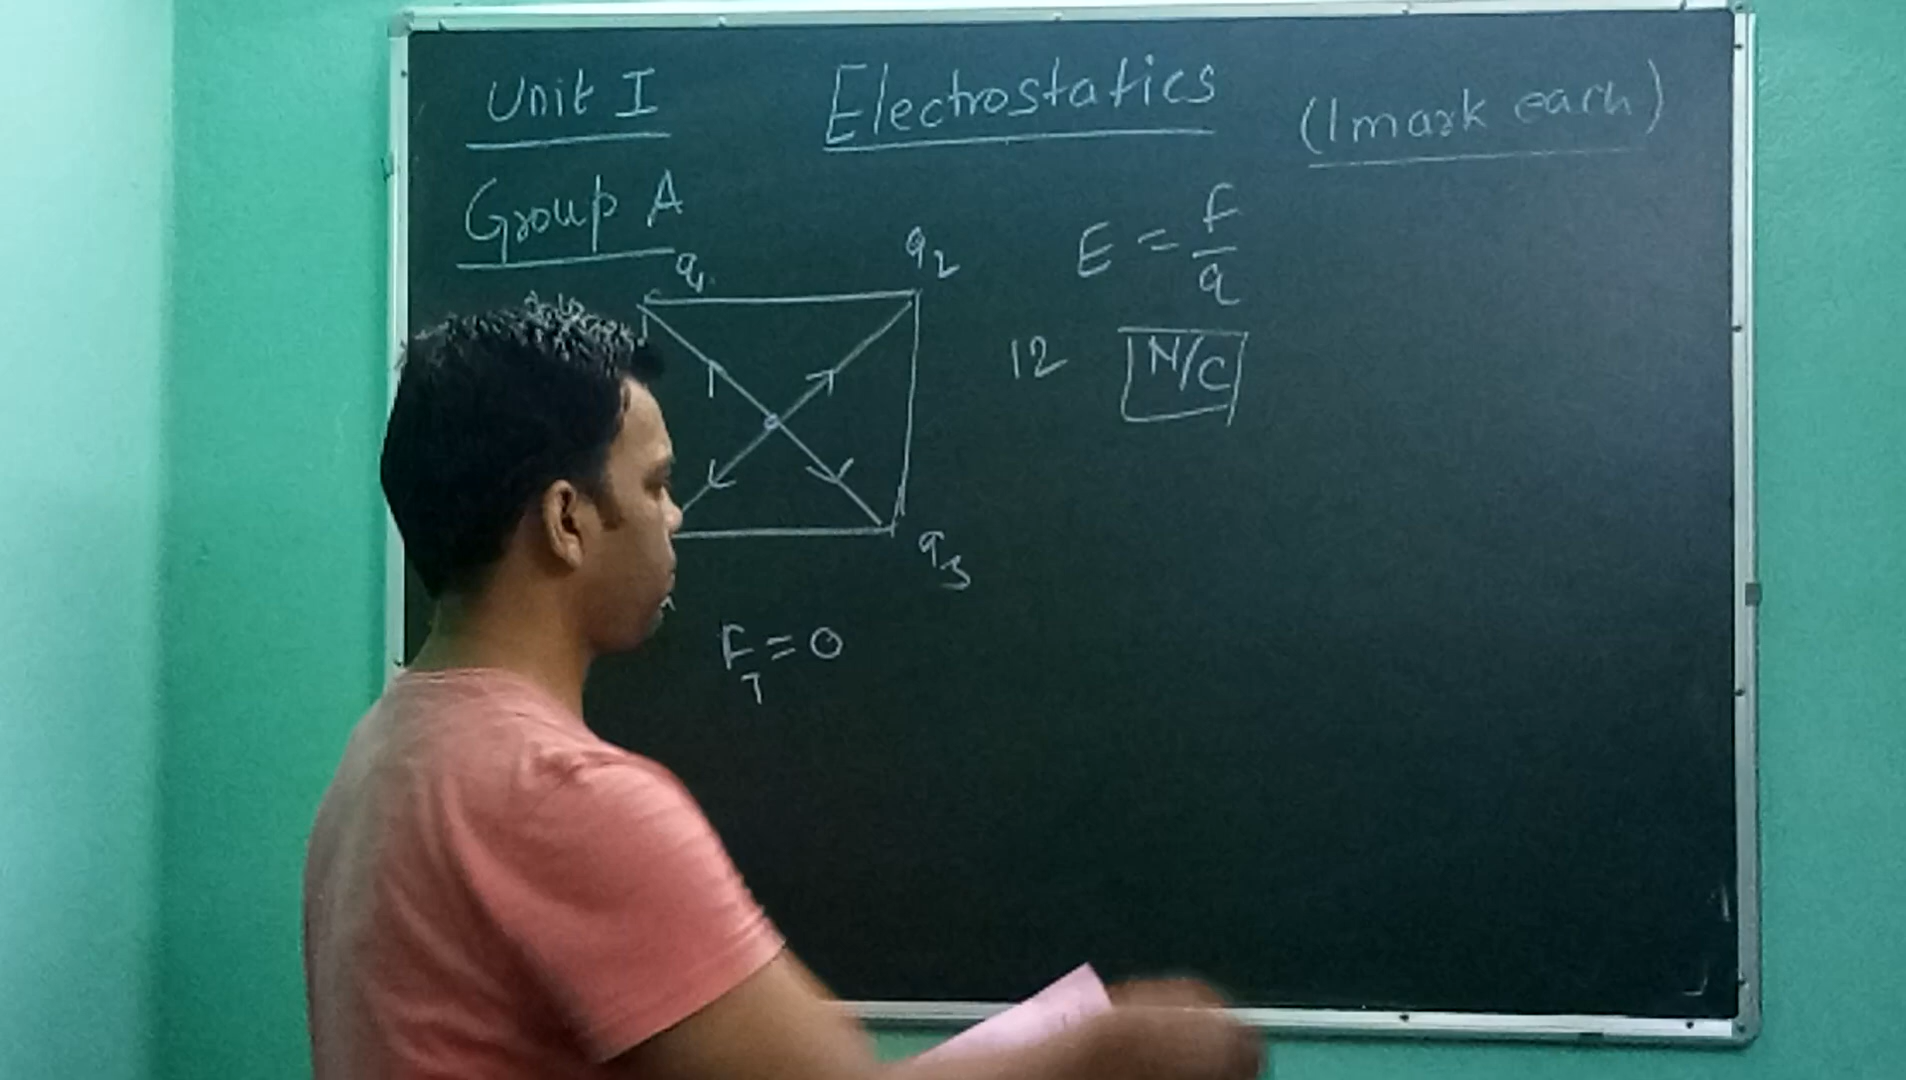 Unit I
Electrostatics
(1 mark each)
Group A
q1
q2
E = F/q
12 N/C
q3
F_T = 0